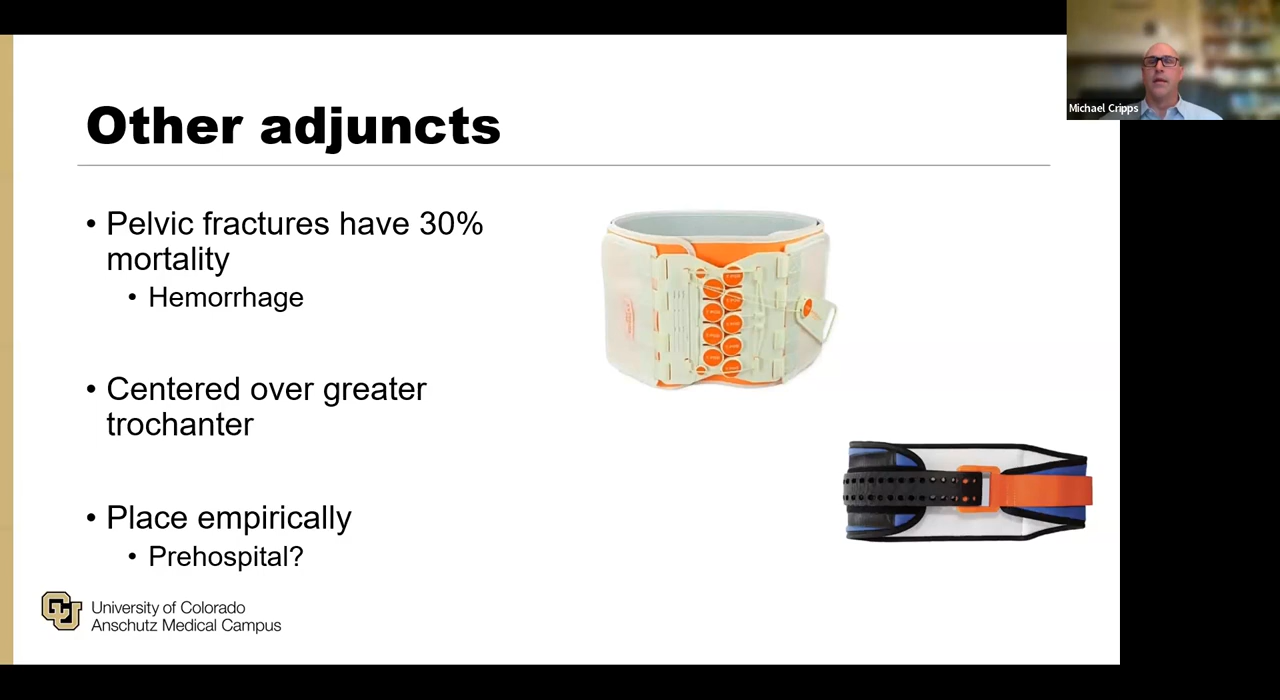 Michael Cripps
Other adjuncts
• Pelvic fractures have 30%
mortality
• Hemorrhage
• Centered over greater
trochanter
• Place empirically
• Prehospital?
CU
University of Colorado
Anschutz Medical Campus